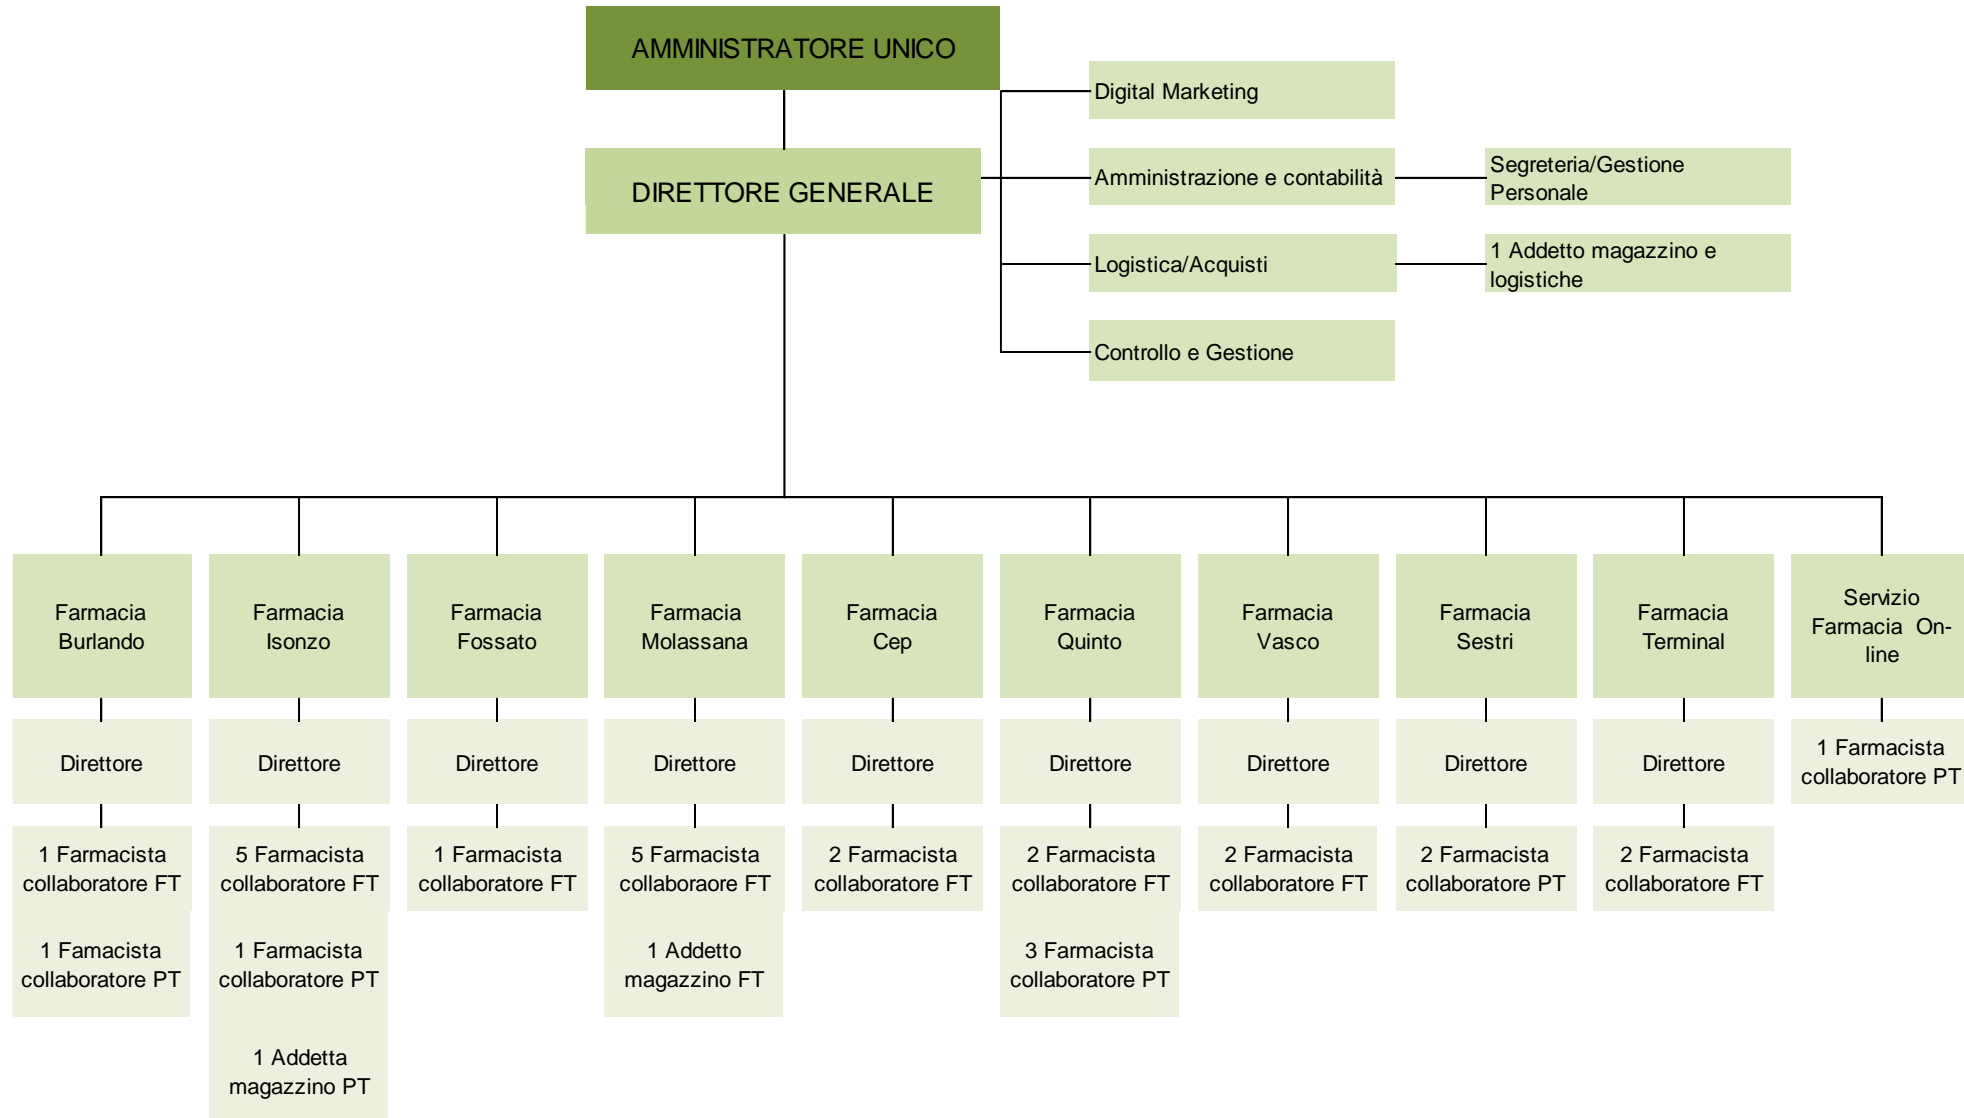 AMMINISTRATORE UNICO
Digital Marketing
DIRETTORE GENERALE
Amministrazione e contabilità
Segreteria/Gestione
Personale
Logistica/Acquisti
1 Addetto magazzino e
logistiche
Controllo e Gestione
Farmacia
Burlando
Farmacia
Isonzo
Farmacia
Fossato
Farmacia
Molassana
Farmacia
Cep
Farmacia
Quinto
Farmacia
Vasco
Farmacia
Sestri
Farmacia
Terminal
Servizio
Farmacia On-
line
Direttore
Direttore
Direttore
Direttore
Direttore
Direttore
Direttore
Direttore
Direttore
1 Farmacista
collaboratore PT
1 Farmacista
collaboratore FT
5 Farmacista
collaboratore FT
1 Farmacista
collaboratore FT
5 Farmacista
collaboraore FT
2 Farmacista
collaboratore FT
2 Farmacista
collaboratore FT
2 Farmacista
collaboratore FT
2 Farmacista
collaboratore PT
2 Farmacista
collaboratore FT
1 Famacista
collaboratore PT
1 Farmacista
collaboratore PT
1 Addetto
magazzino FT
3 Farmacista
collaboratore PT
1 Addetta
magazzino PT